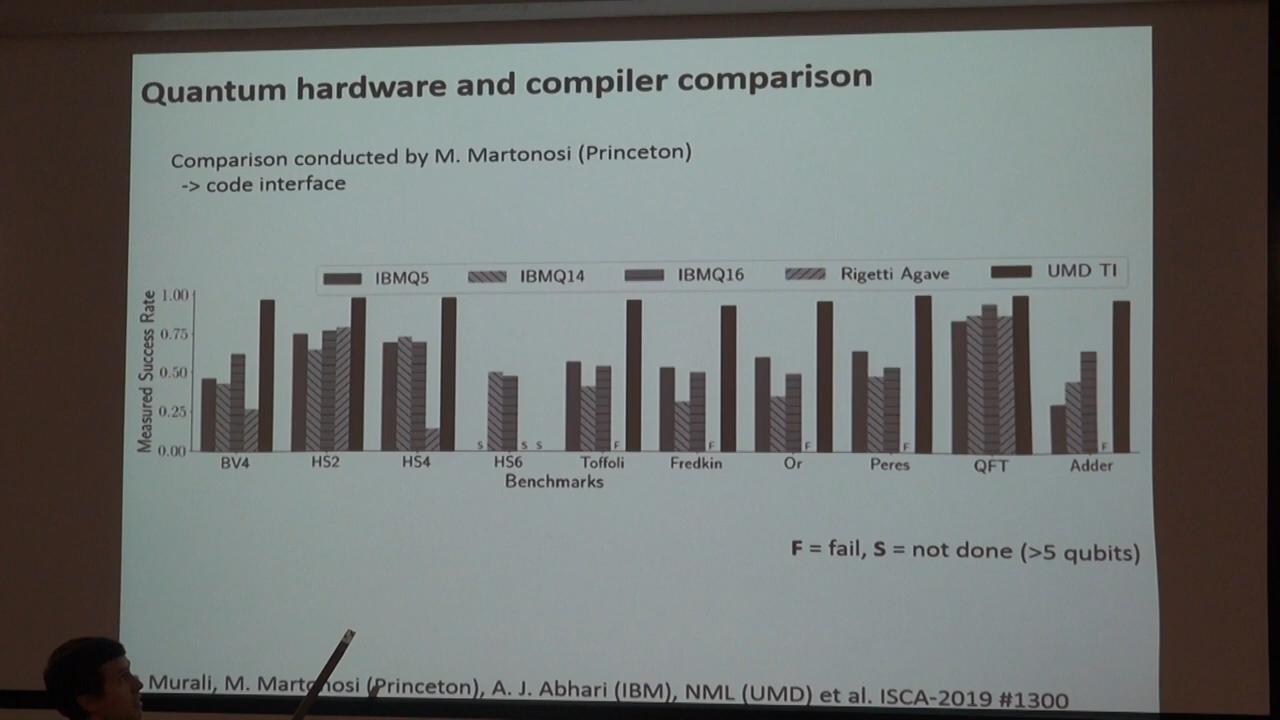 Quantum hardware and compiler comparison
Comparison conducted by M. Martonosi (Princeton)
-> code interface
IBMQ5 IBMQ14 IBMQ16 Rigetti Agave UMD TI
Measured Success Rate
1.00
0.75
0.50
0.25
0.00
S S S F F F F F
BV4 HS2 HS4 HS6 Toffoli Fredkin Or Peres QFT Adder
Benchmarks
F = fail, S = not done (>5 qubits)
Murali, M. Martonosi (Princeton), A. J. Abhari (IBM), NML (UMD) et al. ISCA-2019 #1300